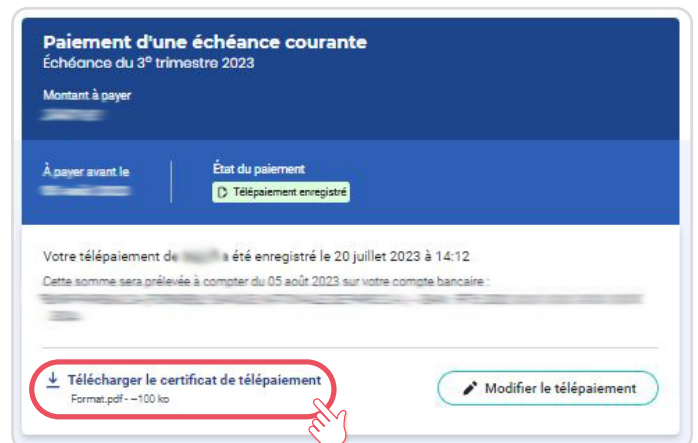 Paiement d'une échéance courante
Échéance du 3e trimestre 2023
Montant à payer
À payer avant le
État du paiement
Télépaiement enregistré
Votre télépaiement de a été enregistré le 20 juillet 2023 à 14:12
Cette somme sera prélevée à compter du 05 août 2023 sur votre compte bancaire :
Télécharger le certificat de télépaiement
Format.pdf - ~100 ko
Modifier le télépaiement